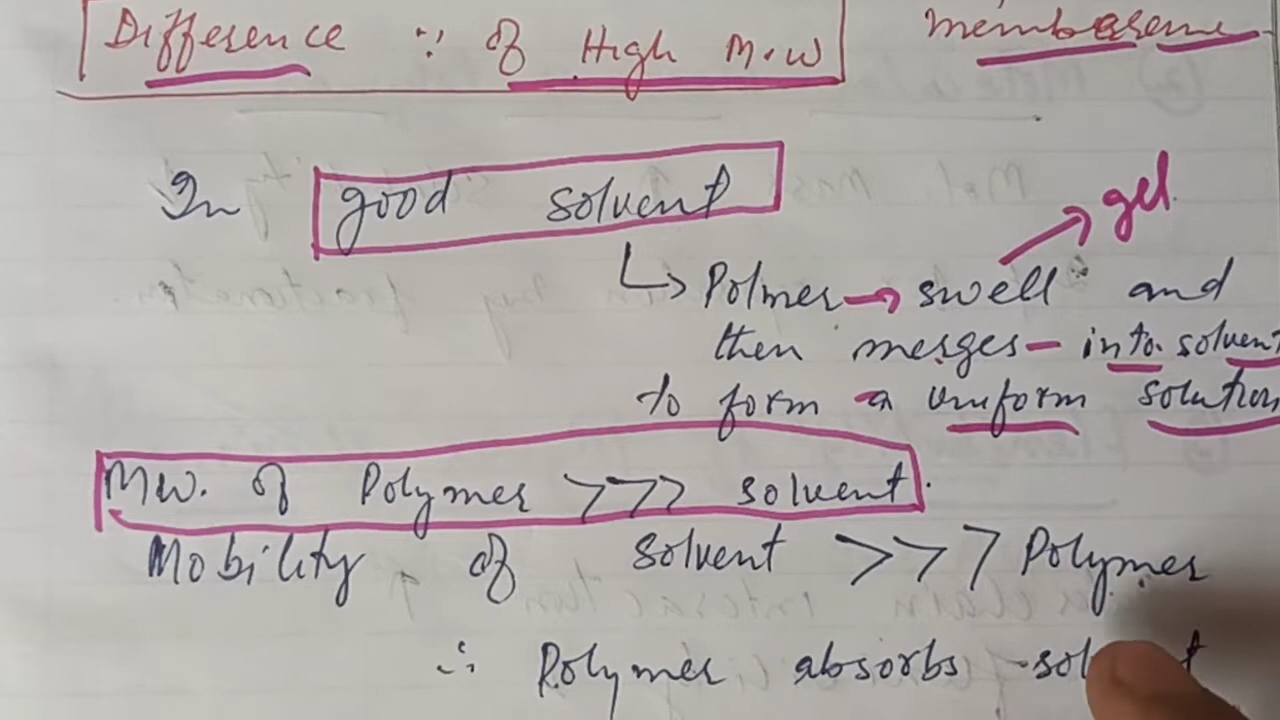 Difference ∵ of High M.W
In good solvent
gel
↳ Polmer → swell and
then merges – into solvent
to form a uniform solution
MW. of Polymer >>> solvent.
Mobility of solvent >>> Polymer
∴ Polymer absorbs